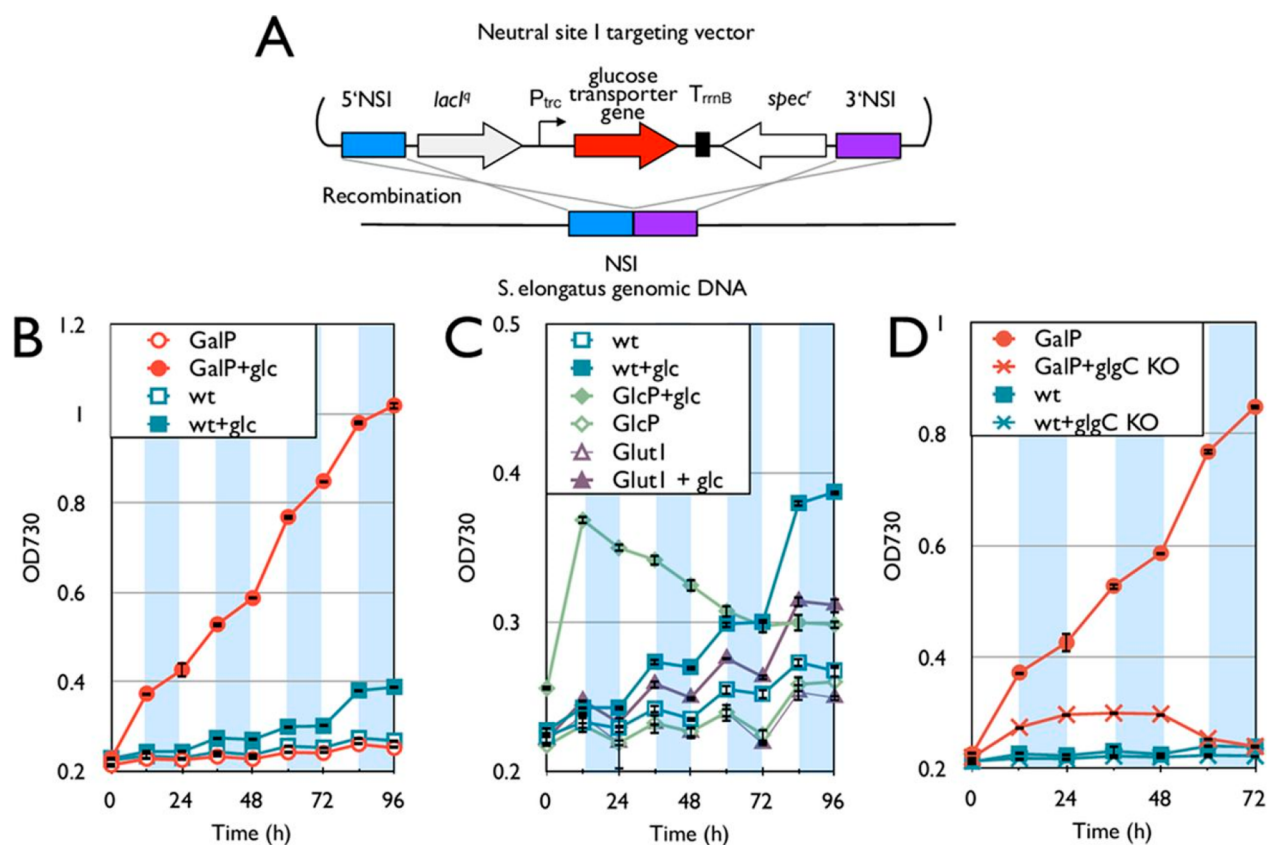 A
Neutral site I targeting vector
5'NSI
lacIq
Ptrc
glucose
transporter
gene
TrrnB
specr
3'NSI
Recombination
NSI
S. elongatus genomic DNA
B
1.2
1
0.8
0.6
0.4
0.2
OD730
GalP
GalP+glc
wt
wt+glc
0
24
48
72
96
Time (h)
C
0.5
0.4
0.3
0.2
OD730
wt
wt+glc
GlcP+glc
GlcP
Glut1
Glut1 + glc
0
24
48
72
96
Time (h)
D
1
0.8
0.6
0.4
0.2
OD730
GalP
GalP+glgC KO
wt
wt+glgC KO
0
24
48
72
Time (h)